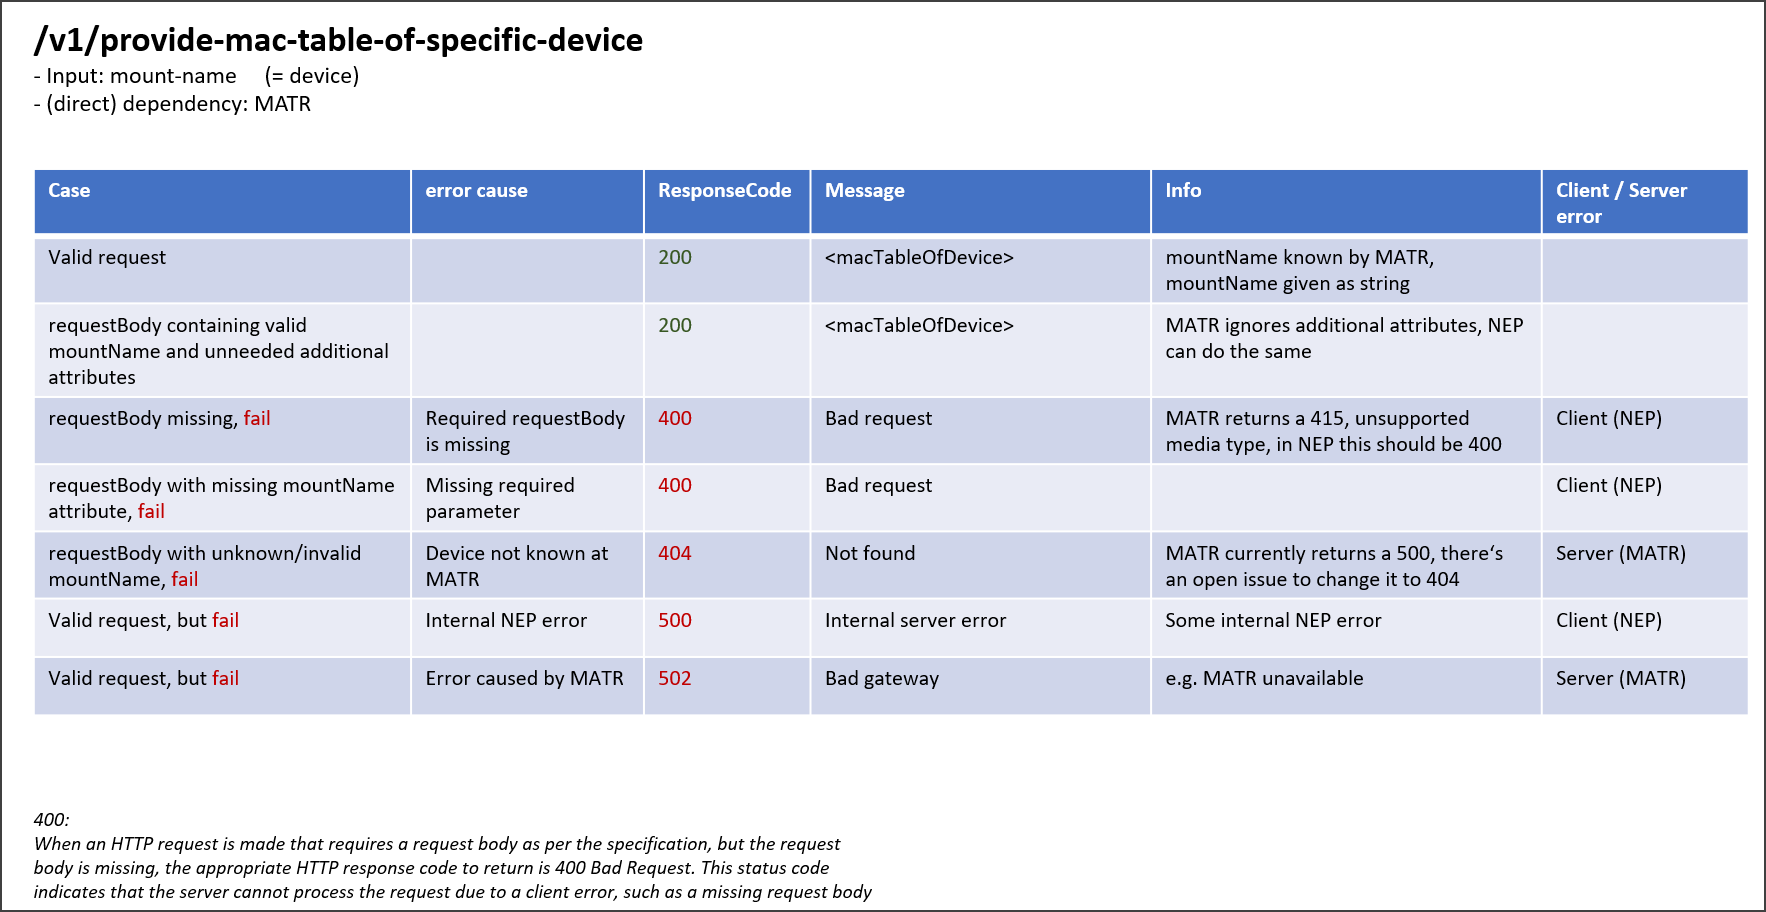 /v1/provide-mac-table-of-specific-device
- Input: mount-name (= device)
- (direct) dependency: MATR
Case
error cause
ResponseCode
Message
Info
Client / Server
error
Valid request
200
<macTableOfDevice>
mountName known by MATR,
mountName given as string
requestBody containing valid
mountName and unneeded additional
attributes
200
<macTableOfDevice>
MATR ignores additional attributes, NEP
can do the same
requestBody missing, fail
Required requestBody
is missing
400
Bad request
MATR returns a 415, unsupported
media type, in NEP this should be 400
Client (NEP)
requestBody with missing mountName
attribute, fail
Missing required
parameter
400
Bad request
Client (NEP)
requestBody with unknown/invalid
mountName, fail
Device not known at
MATR
404
Not found
MATR currently returns a 500, there‘s
an open issue to change it to 404
Server (MATR)
Valid request, but fail
Internal NEP error
500
Internal server error
Some internal NEP error
Client (NEP)
Valid request, but fail
Error caused by MATR
502
Bad gateway
e.g. MATR unavailable
Server (MATR)
400:
When an HTTP request is made that requires a request body as per the specification, but the request
body is missing, the appropriate HTTP response code to return is 400 Bad Request. This status code
indicates that the server cannot process the request due to a client error, such as a missing request body